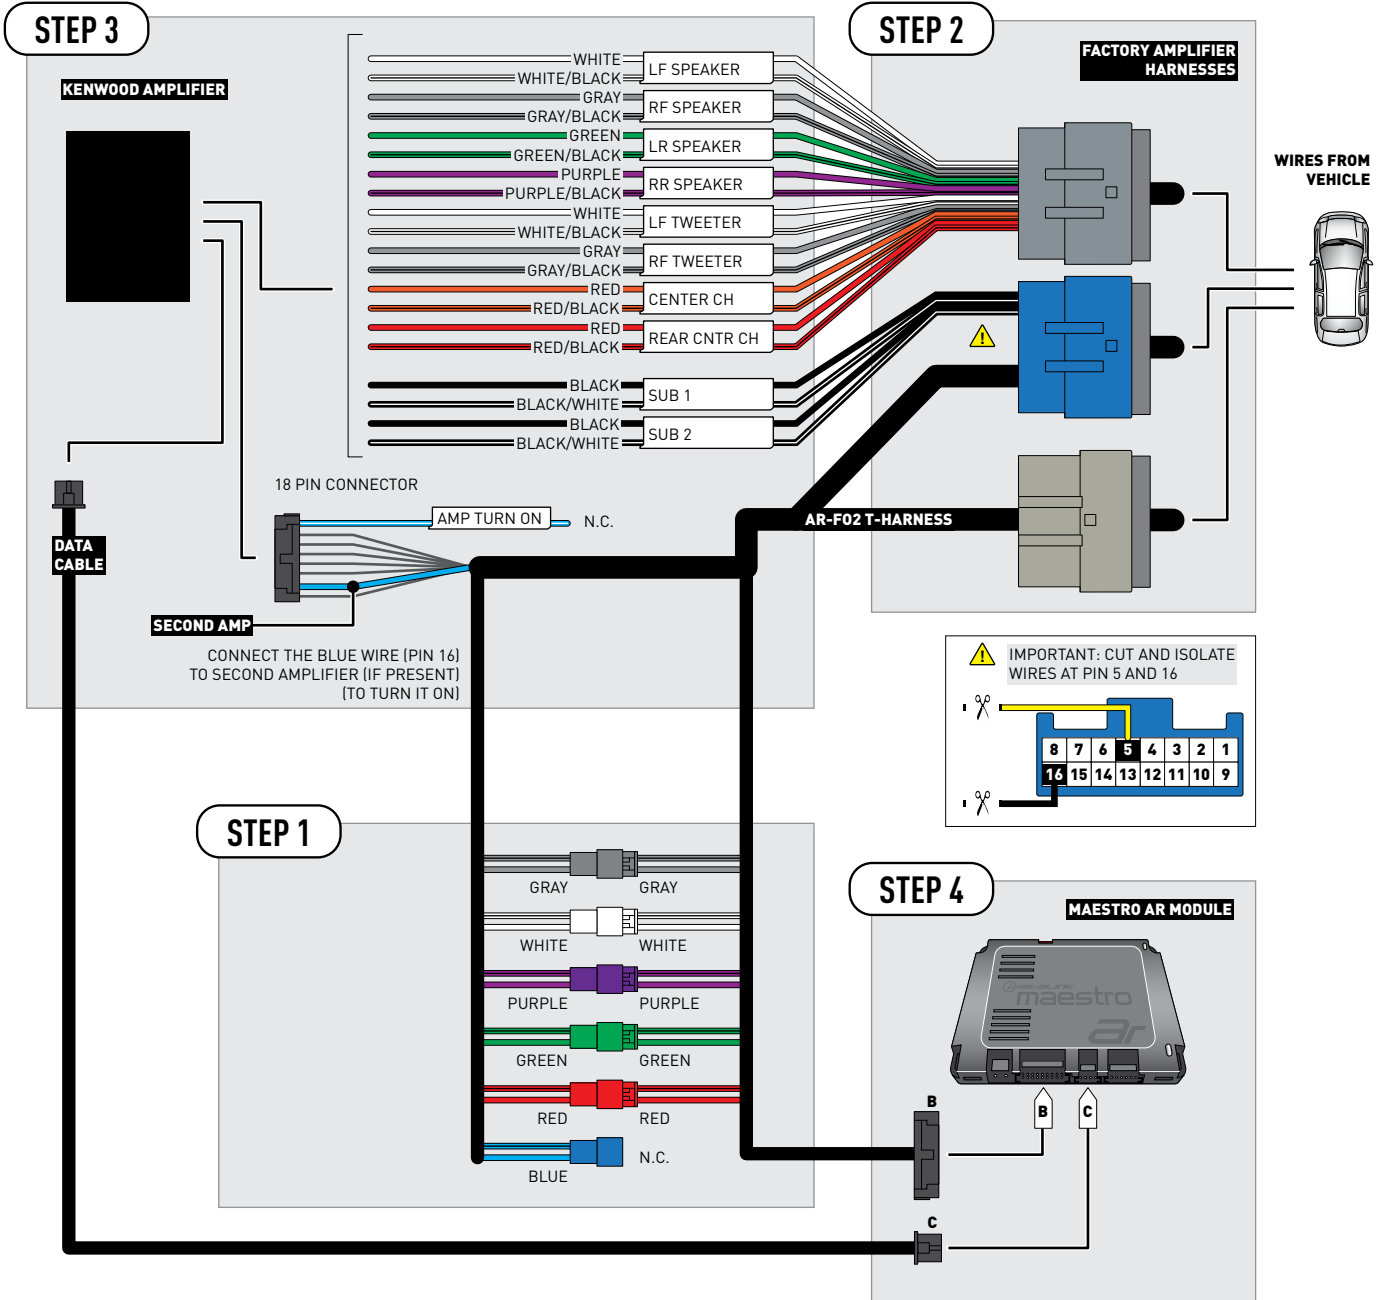 STEP 3
KENWOOD AMPLIFIER
WHITE
WHITE/BLACK
LF SPEAKER
GRAY
GRAY/BLACK
RF SPEAKER
GREEN
GREEN/BLACK
LR SPEAKER
PURPLE
PURPLE/BLACK
RR SPEAKER
WHITE
WHITE/BLACK
LF TWEETER
GRAY
GRAY/BLACK
RF TWEETER
RED
RED/BLACK
CENTER CH
RED
RED/BLACK
REAR CNTR CH
BLACK
BLACK/WHITE
SUB 1
BLACK
BLACK/WHITE
SUB 2
18 PIN CONNECTOR
AMP TURN ON
N.C.
DATA
CABLE
SECOND AMP
CONNECT THE BLUE WIRE (PIN 16)
TO SECOND AMPLIFIER (IF PRESENT)
(TO TURN IT ON)
STEP 2
FACTORY AMPLIFIER
HARNESSES
WIRES FROM
VEHICLE
!
AR-FO2 T-HARNESS
! IMPORTANT: CUT AND ISOLATE
WIRES AT PIN 5 AND 16
8 7 6 5 4 3 2 1
16 15 14 13 12 11 10 9
STEP 1
GRAY GRAY
WHITE WHITE
PURPLE PURPLE
GREEN GREEN
RED RED
BLUE
N.C.
STEP 4
MAESTRO AR MODULE
maestro
ar
B
B
C
C